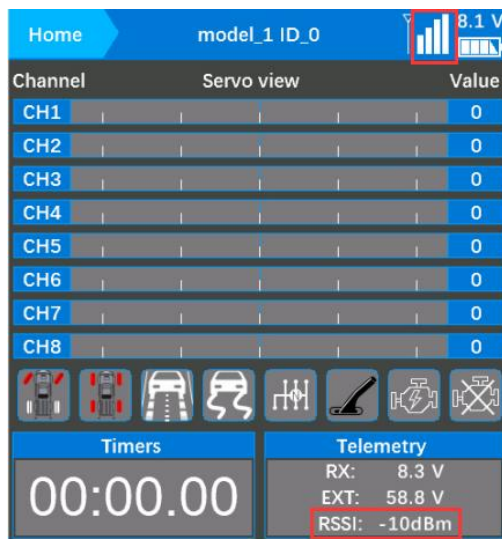 Home model_1 ID_0 8.1 V
Channel Servo view Value
CH1 0
CH2 0
CH3 0
CH4 0
CH5 0
CH6 0
CH7 0
CH8 0
Timers Telemetry
RX: 8.3 V
00:00.00 EXT: 58.8 V
RSSI: -10dBm